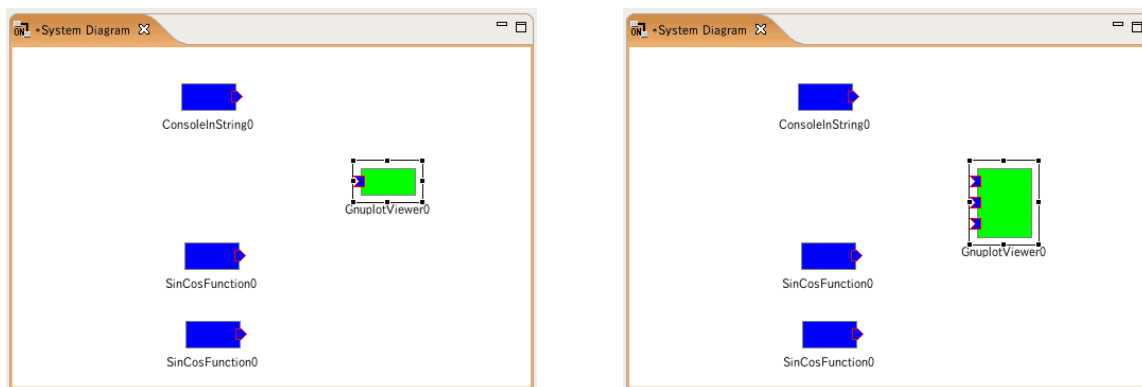 *System Diagram
ConsoleInString0
GnuplotViewer0
SinCosFunction0
SinCosFunction0
*System Diagram
ConsoleInString0
GnuplotViewer0
SinCosFunction0
SinCosFunction0